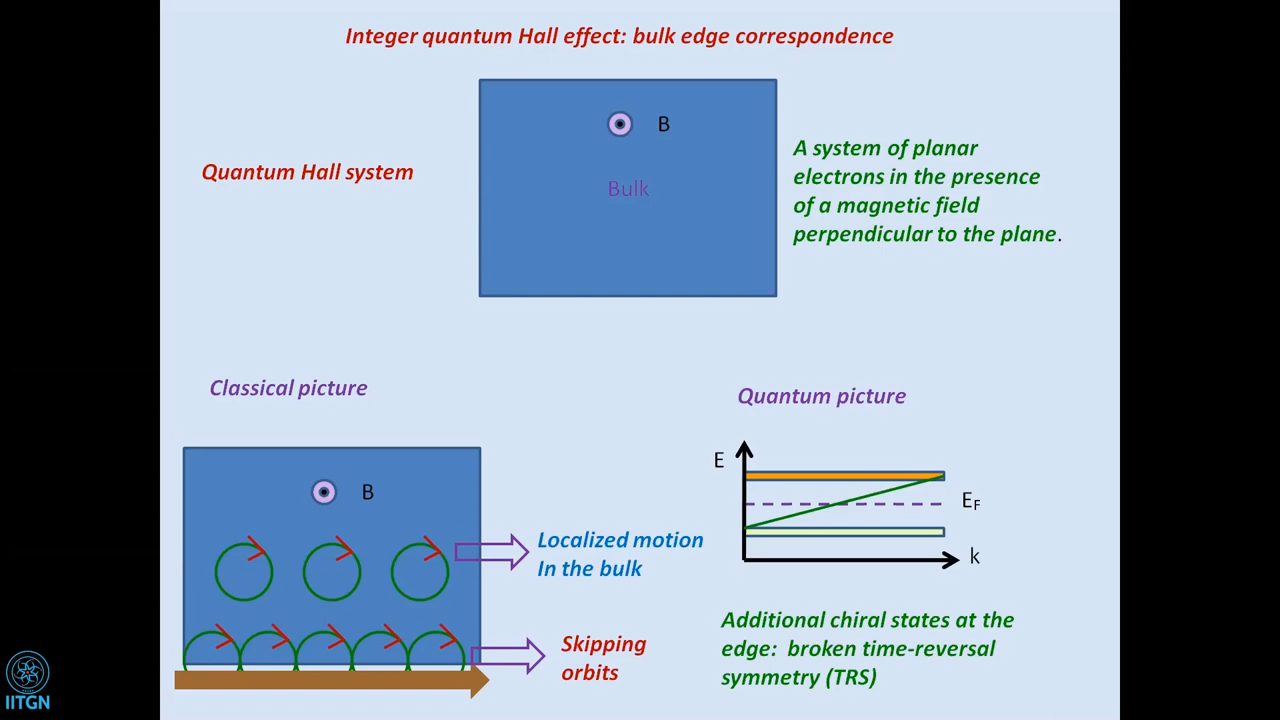 Integer quantum Hall effect: bulk edge correspondence
B
Bulk
Quantum Hall system
A system of planar
electrons in the presence
of a magnetic field
perpendicular to the plane.
Classical picture
B
Localized motion
In the bulk
Skipping
orbits
Quantum picture
E
EF
k
Additional chiral states at the
edge: broken time-reversal
symmetry (TRS)
IITGN